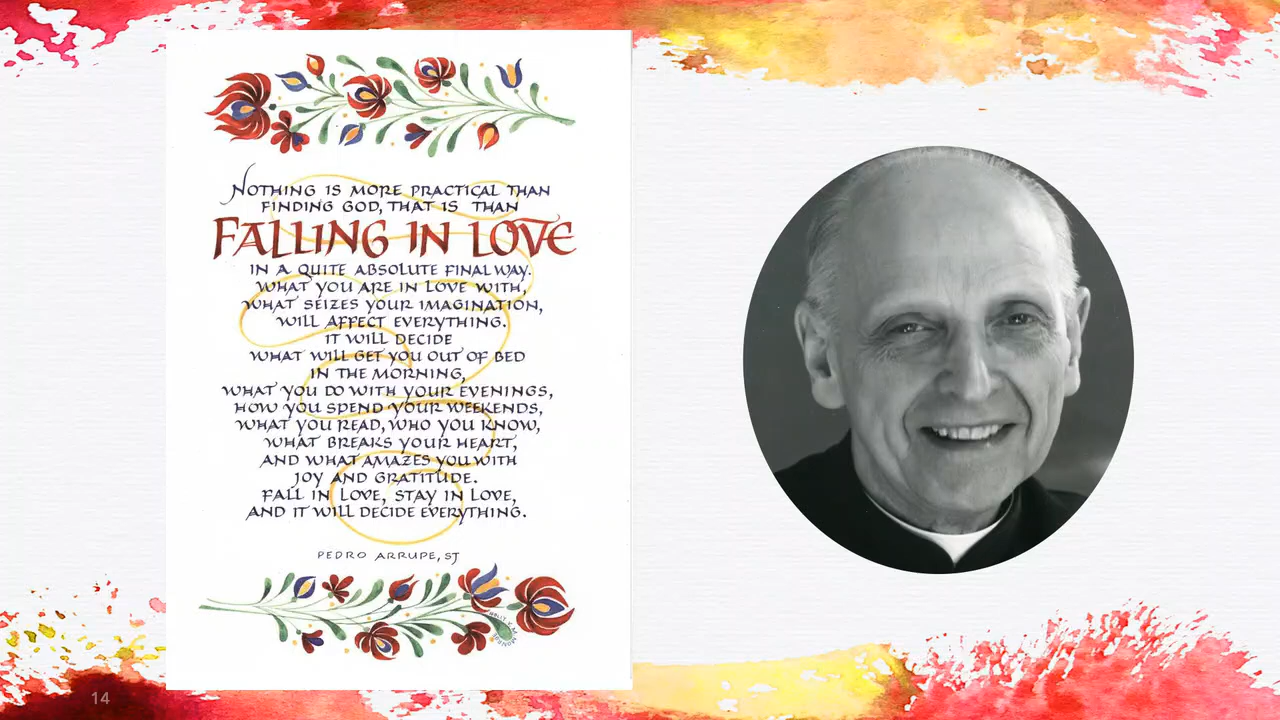 NOTHING IS MORE PRACTICAL THAN
FINDING GOD, THAT IS THAN
FALLING IN LOVE
IN A QUITE ABSOLUTE FINAL WAY.
WHAT YOU ARE IN LOVE WITH,
WHAT SEIZES YOUR IMAGINATION,
WILL AFFECT EVERYTHING.
IT WILL DECIDE
WHAT WILL GET YOU OUT OF BED
IN THE MORNING,
WHAT YOU DO WITH YOUR EVENINGS,
HOW YOU SPEND YOUR WEEKENDS,
WHAT YOU READ, WHO YOU KNOW,
WHAT BREAKS YOUR HEART,
AND WHAT AMAZES YOU WITH
JOY AND GRATITUDE.
FALL IN LOVE, STAY IN LOVE,
AND IT WILL DECIDE EVERYTHING.
PEDRO ARRUPE, SJ
14